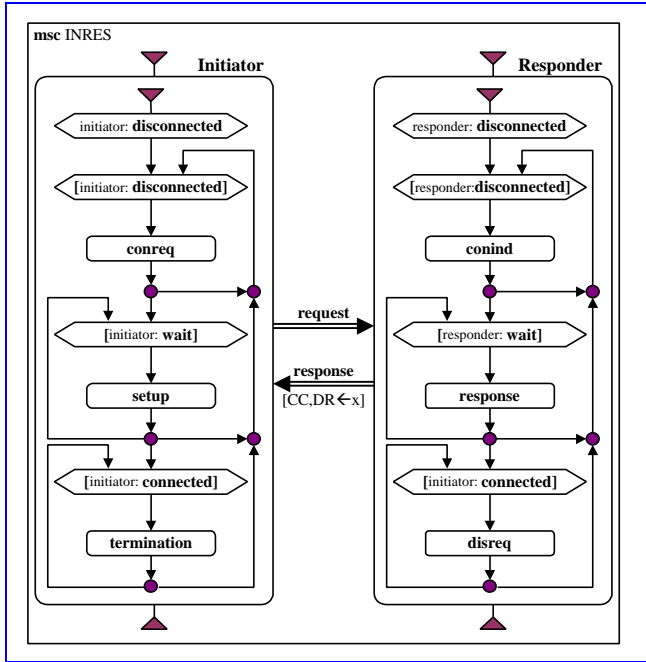 msc INRES
Initiator
initiator: disconnected
[initiator: disconnected]
conreq
[initiator: wait]
setup
[initiator: connected]
termination
request
response
[CC,DR←x]
Responder
responder: disconnected
[responder:disconnected]
conind
[responder: wait]
response
[initiator: connected]
disreq